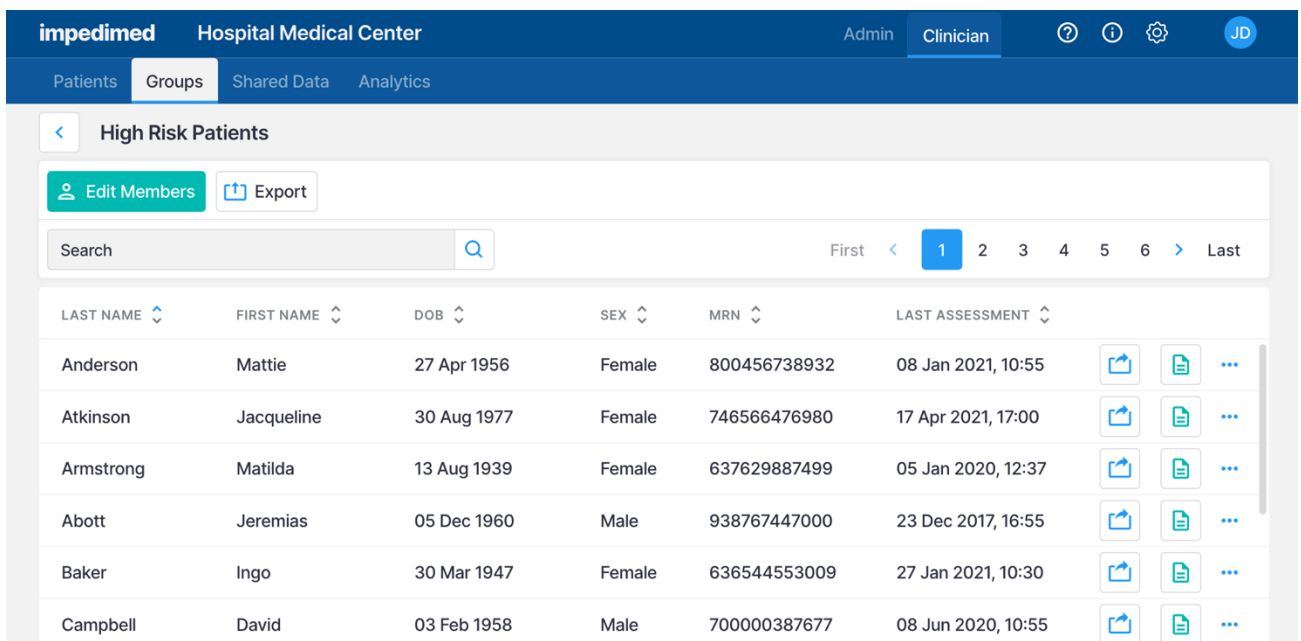 impedimed Hospital Medical Center Admin Clinician JD
Patients Groups Shared Data Analytics
High Risk Patients
Edit Members Export
Search First 1 2 3 4 5 6 Last
LAST NAME FIRST NAME DOB SEX MRN LAST ASSESSMENT
Anderson Mattie 27 Apr 1956 Female 800456738932 08 Jan 2021, 10:55
Atkinson Jacqueline 30 Aug 1977 Female 746566476980 17 Apr 2021, 17:00
Armstrong Matilda 13 Aug 1939 Female 637629887499 05 Jan 2020, 12:37
Abott Jeremias 05 Dec 1960 Male 938767447000 23 Dec 2017, 16:55
Baker Ingo 30 Mar 1947 Female 636544553009 27 Jan 2021, 10:30
Campbell David 03 Feb 1958 Male 700000387677 08 Jun 2020, 10:55